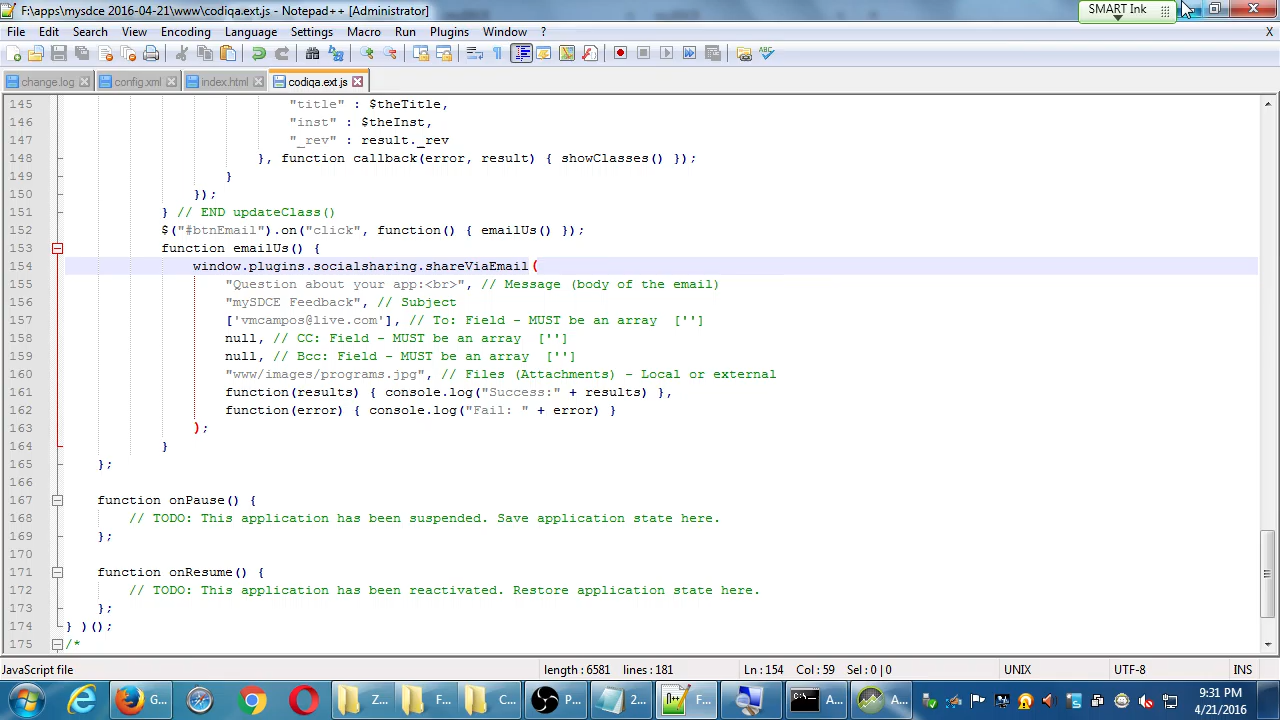 F:\apps\mysdce 2016-04-21\www\codiqa.ext.js - Notepad++ [Administrator]
SMART Ink
File Edit Search View Encoding Language Settings Macro Run Plugins Window ? X
change.log config.xml index.html codiqa.ext.js
145 "title" : $theTitle,
146 "inst" : $theInst,
147 "_rev" : result._rev
148 }, function callback(error, result) { showClasses() });
149 }
150 });
151 } // END updateClass()
152 $("#btnEmail").on("click", function() { emailUs() });
153 function emailUs() {
154 window.plugins.socialsharing.shareViaEmail (
155 "Question about your app:<br>", // Message (body of the email)
156 "mySDCE Feedback", // Subject
157 ['vmcampos@live.com'], // To: Field - MUST be an array ['']
158 null, // CC: Field - MUST be an array ['']
159 null, // Bcc: Field - MUST be an array ['']
160 "www/images/programs.jpg", // Files (Attachments) - Local or external
161 function(results) { console.log("Success:" + results) },
162 function(error) { console.log("Fail: " + error) }
163 );
164 }
165 };
166
167 function onPause() {
168 // TODO: This application has been suspended. Save application state here.
169 };
170
171 function onResume() {
172 // TODO: This application has been reactivated. Restore application state here.
173 };
174 } )();
175 /*
JavaScript file length : 6581 lines : 181 Ln : 154 Col : 59 Sel : 0 | 0 UNIX UTF-8 INS
G... Z... F... C... P... 2... F... A... A...
9:31 PM
4/21/2016